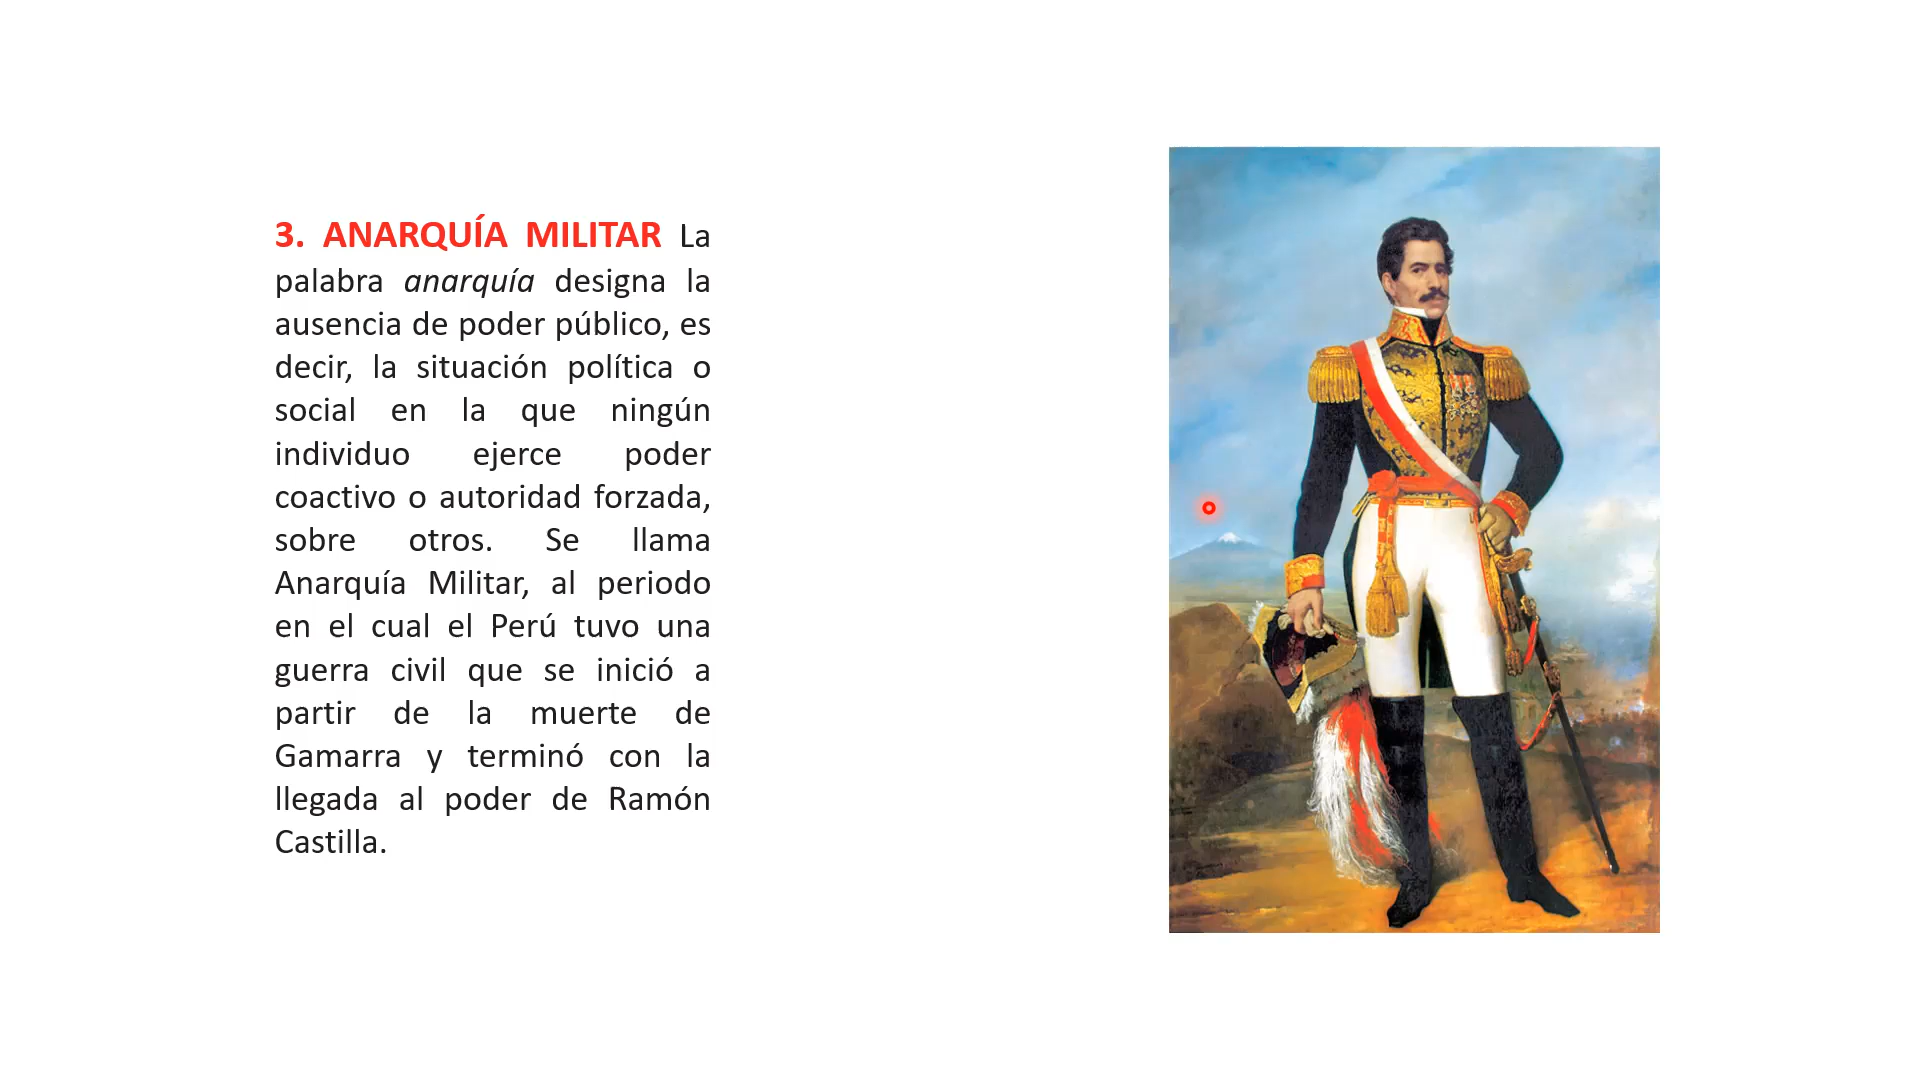 3. ANARQUÍA MILITAR La
palabra anarquía designa la
ausencia de poder público, es
decir, la situación política o
social en la que ningún
individuo ejerce poder
coactivo o autoridad forzada,
sobre otros. Se llama
Anarquía Militar, al periodo
en el cual el Perú tuvo una
guerra civil que se inició a
partir de la muerte de
Gamarra y terminó con la
llegada al poder de Ramón
Castilla.